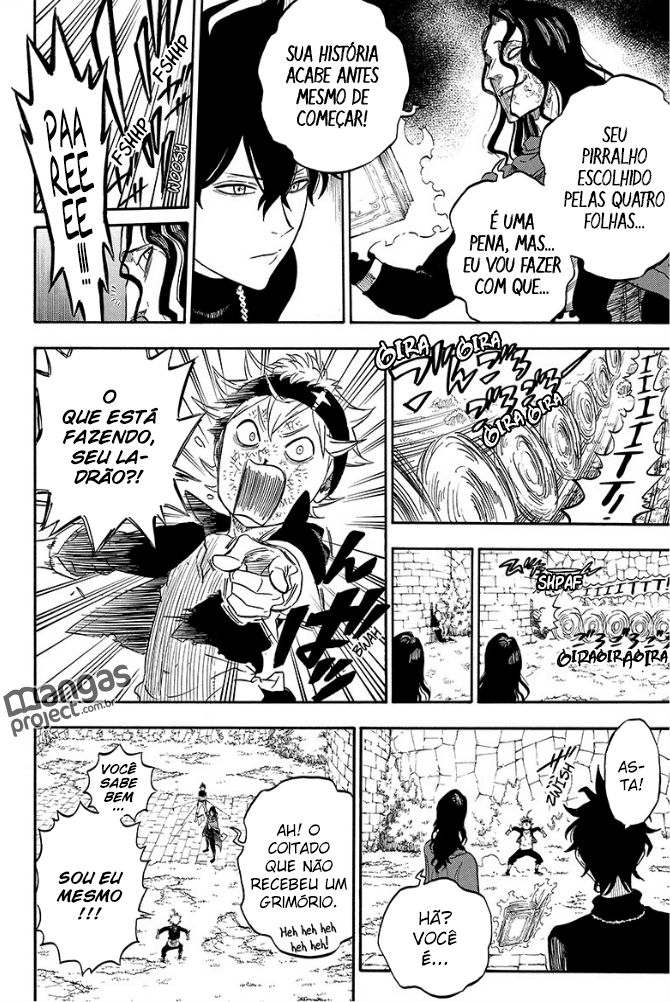 SEU
PIRRALHO
ESCOLHIDO
PELAS QUATRO
FOLHAS...
É UMA
PENA, MAS...
EU VOU FAZER
COM QUE...
SUA HISTÓRIA
ACABE ANTES
MESMO DE
COMEÇAR!
FSHHP
FSHHP
NOOSH
PAA
REE
EE
!!!...
GIRA
GIRA
GIRA
GIRA
O
QUE ESTÁ
FAZENDO,
SEU LA-
DRÃO?!
BWAH
SHPAF
GIRAGIRAGIRA
AS-
TA!
ZWISH
HÃ?
VOCÊ
É...
AH! O
COITADO
QUE NÃO
RECEBEU UM
GRIMÓRIO.
Heh heh heh
heh heh!
VOCÊ
SABE
BEM...
SOU EU
MESMO
!!!
mangas
project.com.br